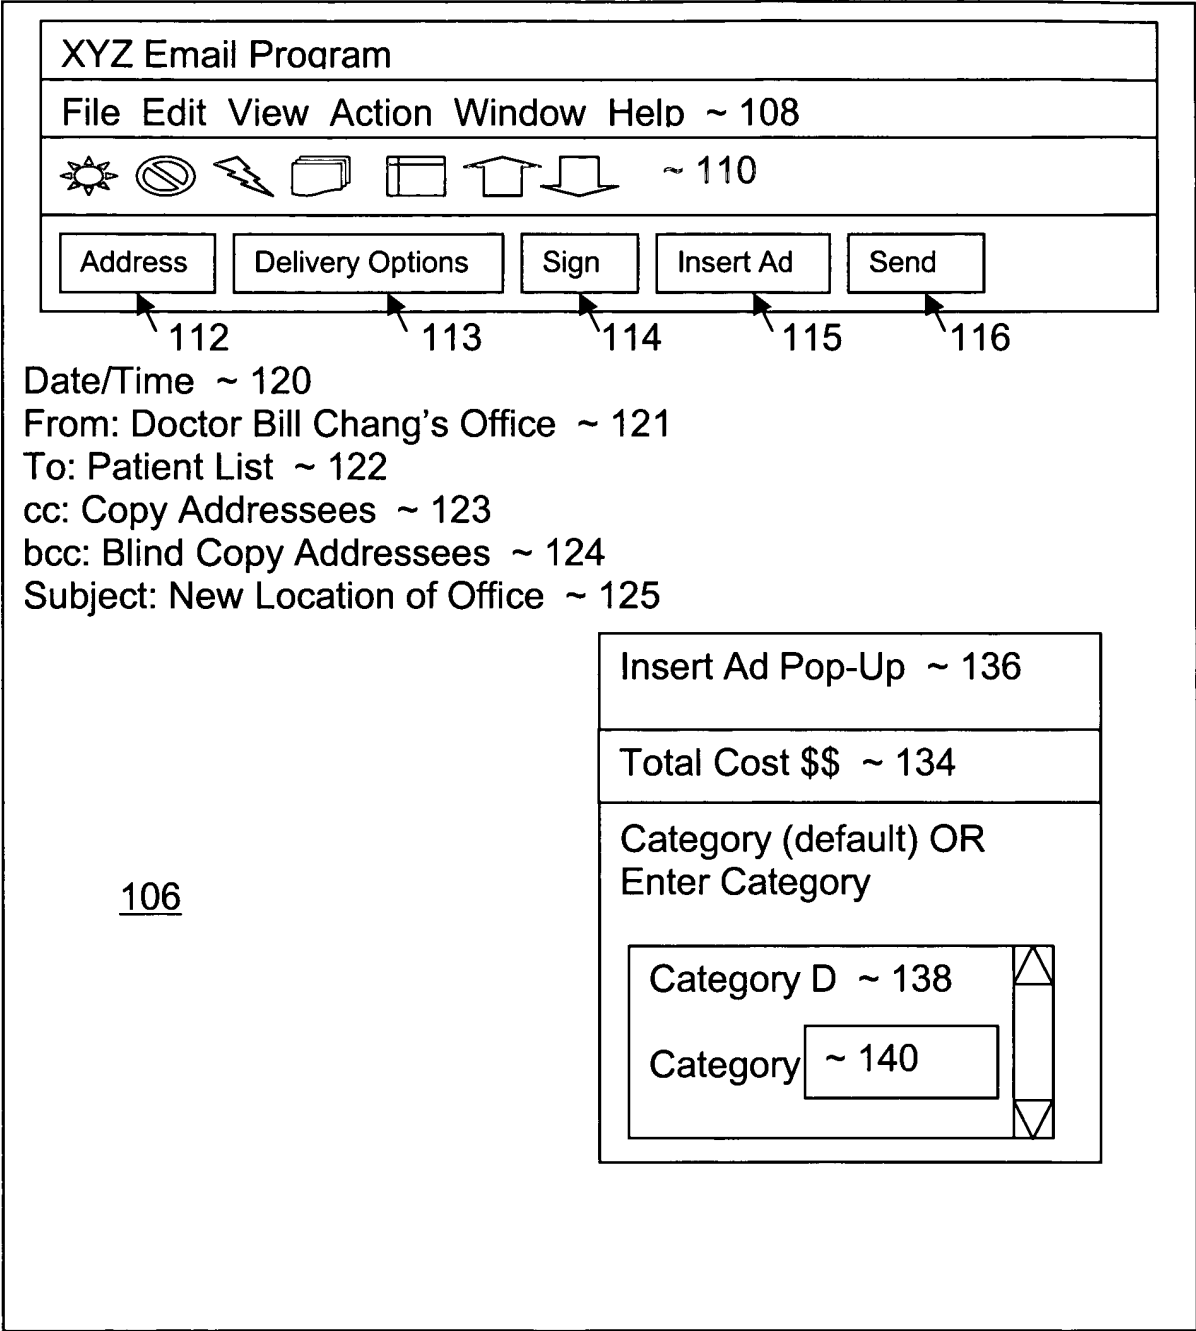 XYZ Email Program
File Edit View Action Window Help ~ 108
~ 110
Address Delivery Options Sign Insert Ad Send
112 113 114 115 116
Date/Time ~ 120
From: Doctor Bill Chang's Office ~ 121
To: Patient List ~ 122
cc: Copy Addressees ~ 123
bcc: Blind Copy Addressees ~ 124
Subject: New Location of Office ~ 125
Insert Ad Pop-Up ~ 136
Total Cost $$ ~ 134
Category (default) OR
Enter Category
106
Category D ~ 138
Category ~ 140